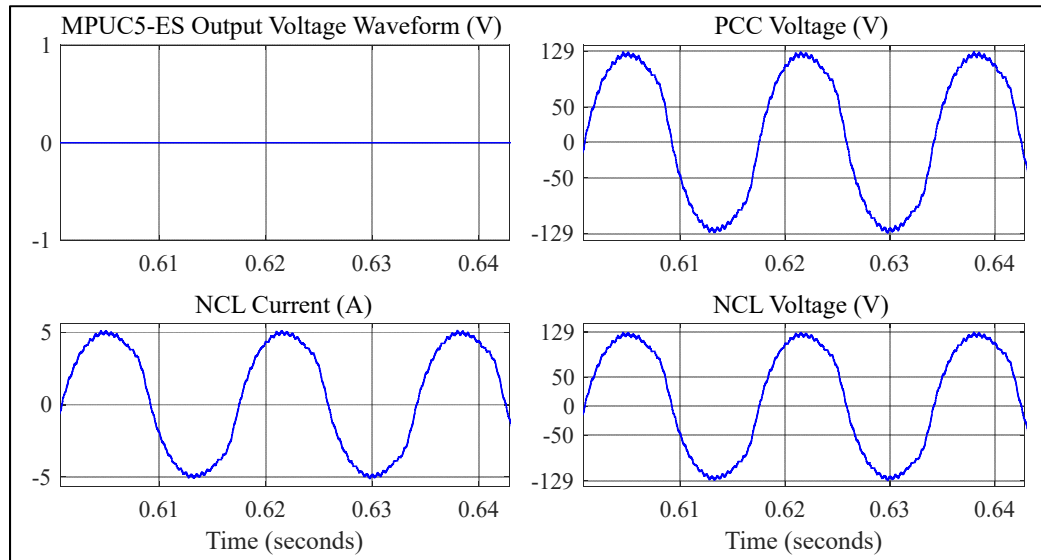 MPUC5-ES Output Voltage Waveform (V)
1
0
-1
0.61 0.62 0.63 0.64
PCC Voltage (V)
129
50
0
-50
-129
0.61 0.62 0.63 0.64
NCL Current (A)
5
0
-5
0.61 0.62 0.63 0.64
Time (seconds)
NCL Voltage (V)
129
50
0
-50
-129
0.61 0.62 0.63 0.64
Time (seconds)